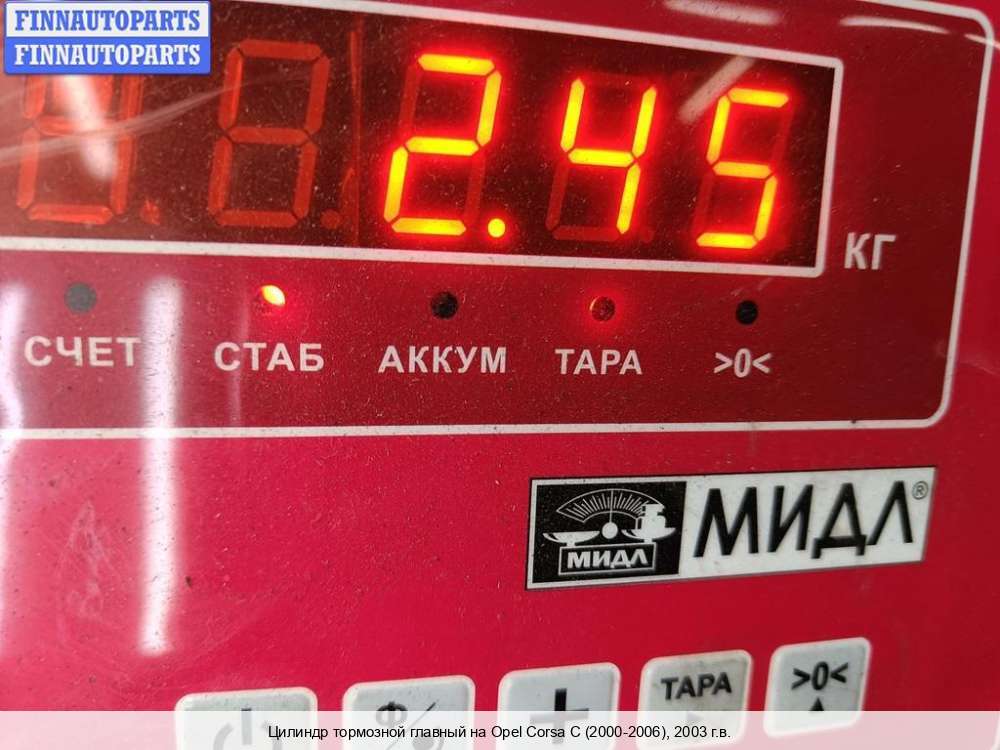 FINNAUTOPARTS
FINNAUTOPARTS
2.45
КГ
СЧЕТ СТАБ АККУМ ТАРА >0<
МИДЛ МИДЛ®
ТАРА >0<
Цилиндр тормозной главный на Opel Corsa C (2000-2006), 2003 г.в.